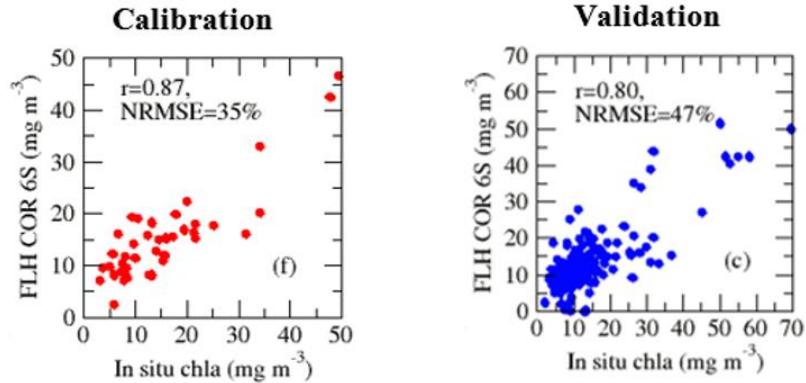 Calibration
50
40
30
20
10
0
FLH COR 6S (mg m⁻³)
r=0.87,
NRMSE=35%
(f)
0 10 20 30 40 50
In situ chla (mg m⁻³)
Validation
70
60
50
40
30
20
10
0
FLH COR 6S (mg m⁻³)
r=0.80,
NRMSE=47%
(c)
0 10 20 30 40 50 60 70
In situ chla (mg m⁻³)